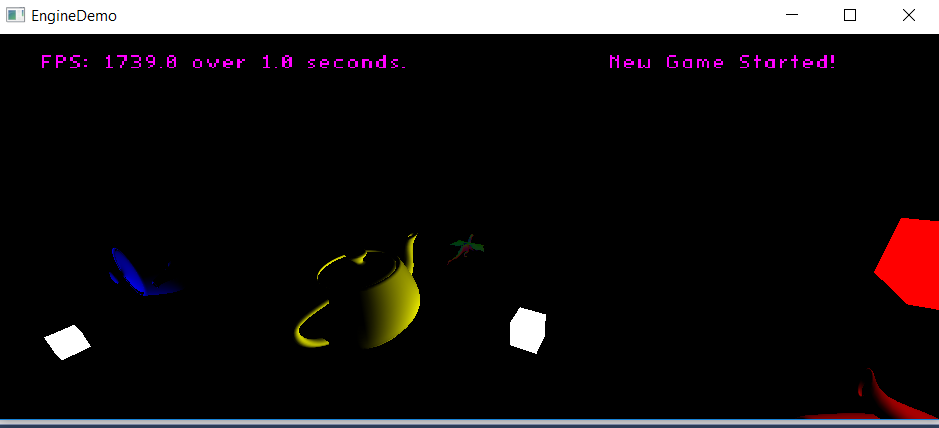 EngineDemo
FPS: 1739.0 over 1.0 seconds.
New Game Started!